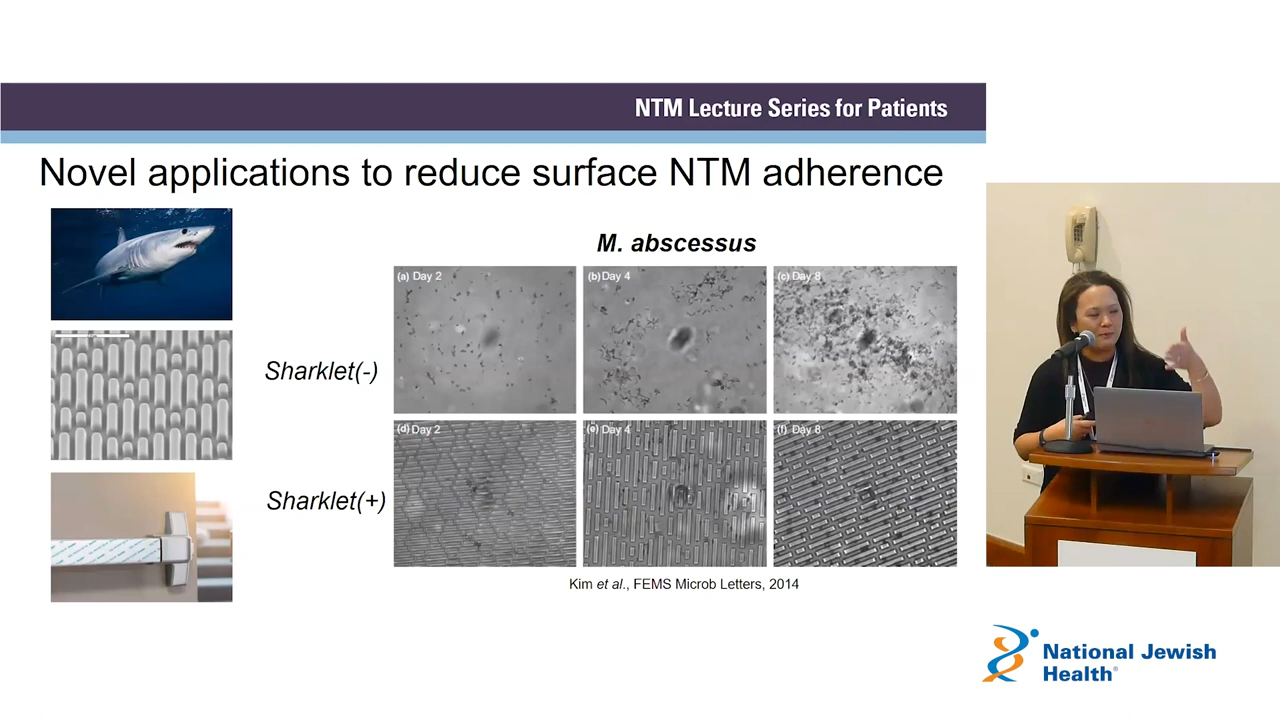 NTM Lecture Series for Patients
Novel applications to reduce surface NTM adherence
M. abscessus
(a) Day 2
(b) Day 4
(c) Day 8
Sharklet(-)
(d) Day 2
(e) Day 4
(f) Day 8
Sharklet(+)
Kim et al., FEMS Microb Letters, 2014
National Jewish
Health®